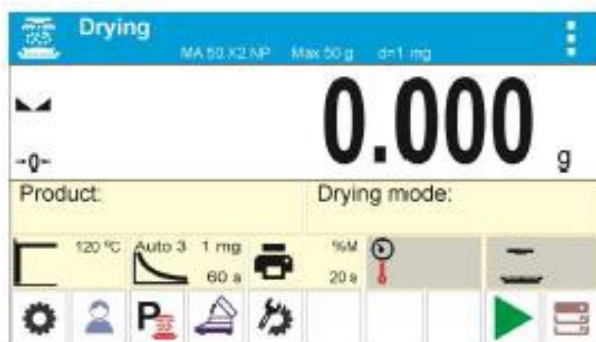 Drying
MA 50.X2.NP Max 50 g d=1 mg
0.000 g
-0-
Product: Drying mode:
120 °C Auto 3 1 mg %M
60 s 20 s
P